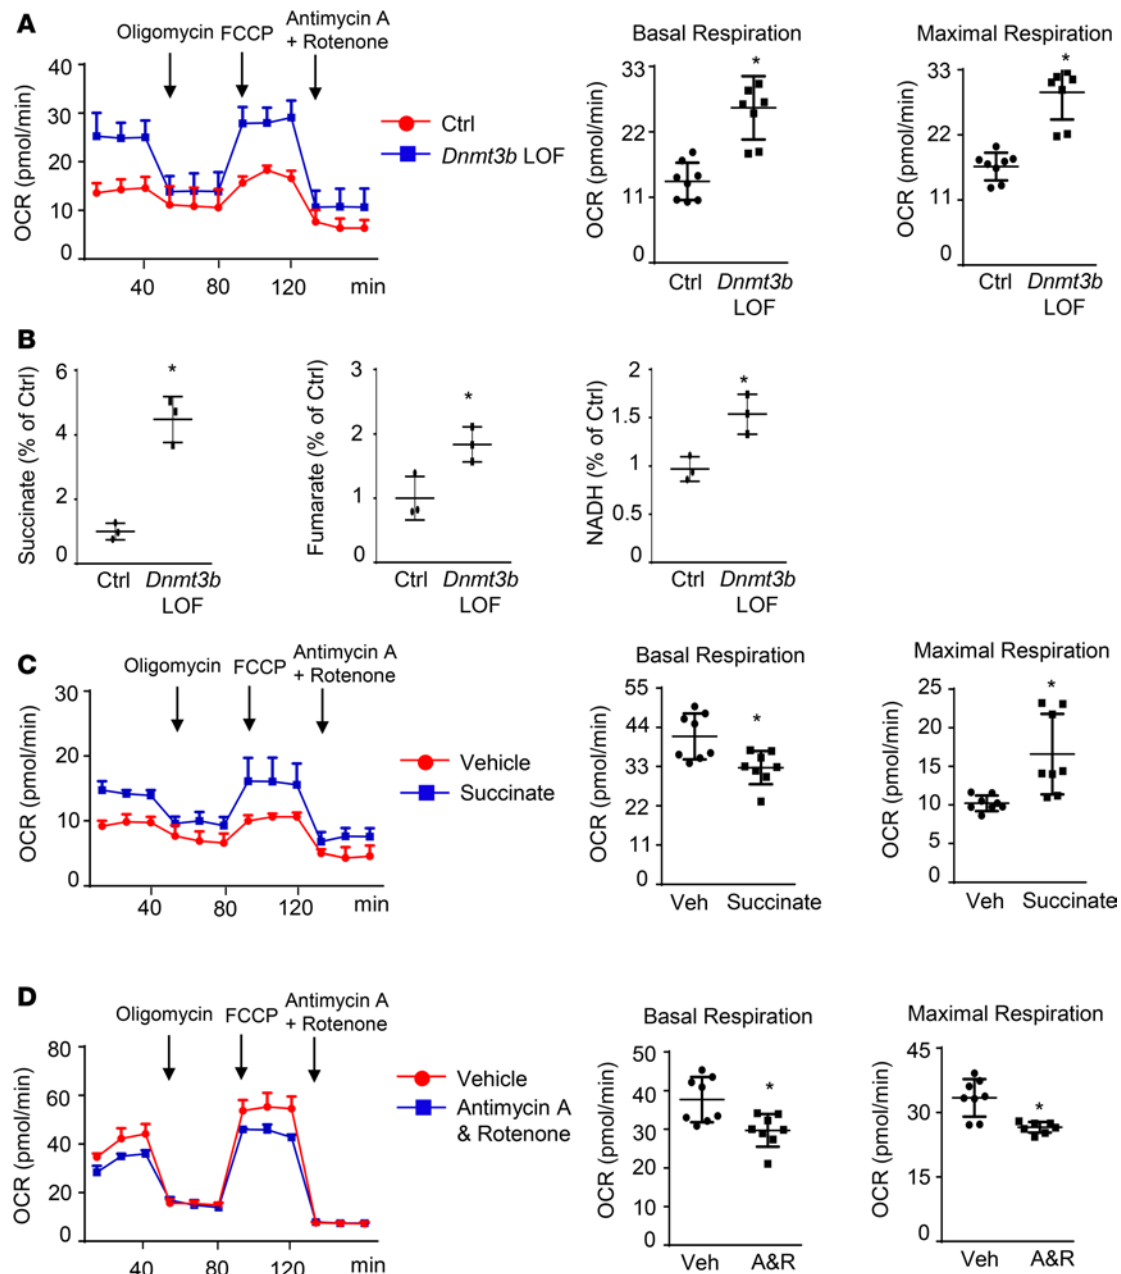 A
Oligomycin FCCP Antimycin A
+ Rotenone
OCR (pmol/min)
40
30
20
10
0
40 80 120 min
Ctrl
Dnmt3b LOF
Basal Respiration
*
OCR (pmol/min)
33
22
11
0
Ctrl Dnmt3b
LOF
Maximal Respiration
*
OCR (pmol/min)
33
22
11
0
Ctrl Dnmt3b
LOF
B
Succinate (% of Ctrl)
6
4
2
0
*
Ctrl Dnmt3b
LOF
Fumarate (% of Ctrl)
3
2
1
0
*
Ctrl Dnmt3b
LOF
NADH (% of Ctrl)
2
1.5
1
0.5
0
*
Ctrl Dnmt3b
LOF
C
Oligomycin FCCP Antimycin A
+ Rotenone
OCR (pmol/min)
30
20
10
0
40 80 120 min
Vehicle
Succinate
Basal Respiration
*
OCR (pmol/min)
55
44
33
22
11
0
Veh Succinate
Maximal Respiration
*
OCR (pmol/min)
25
20
15
10
5
0
Veh Succinate
D
Oligomycin FCCP Antimycin A
+ Rotenone
OCR (pmol/min)
80
60
40
20
0
40 80 120 min
Vehicle
Antimycin A
& Rotenone
Basal Respiration
*
OCR (pmol/min)
50
40
30
20
10
0
Veh A&R
Maximal Respiration
*
OCR (pmol/min)
45
30
15
0
Veh A&R